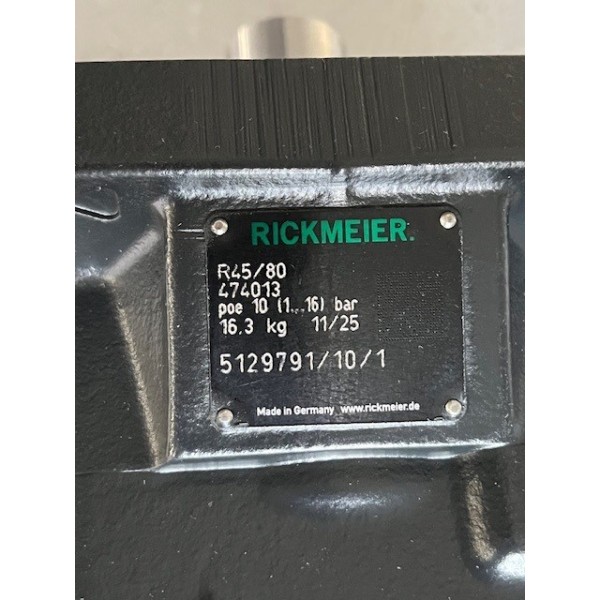 RICKMEIER.
R45/80
474013
poe 10 (1...16) bar
16,3 kg 11/25
5129791/10/1
Made in Germany www.rickmeier.de